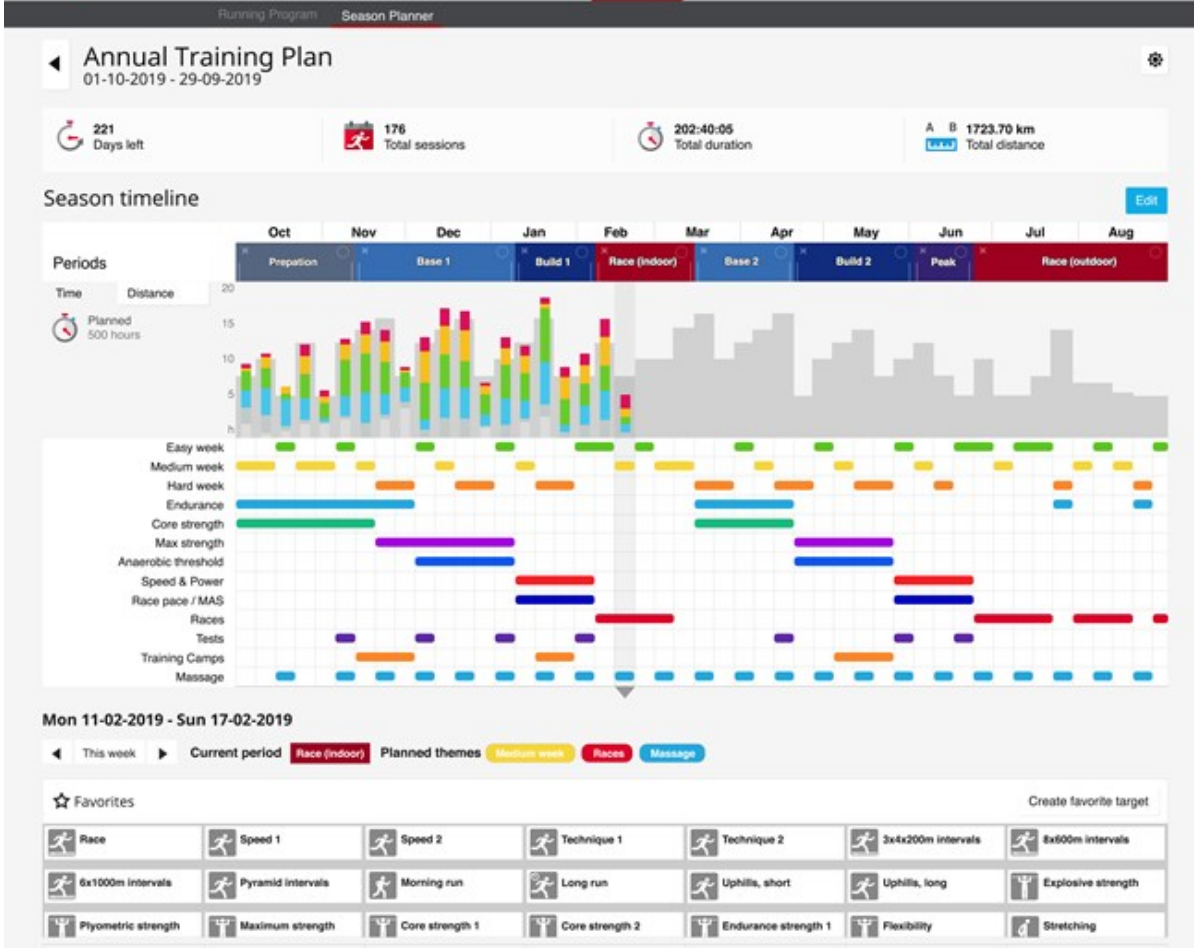 Running Program Season Planner
Annual Training Plan
01-10-2019 - 29-09-2019
221
Days left
176
Total sessions
202:40:05
Total duration
A B 1723.70 km
Total distance
Season timeline
Edit
Oct Nov Dec Jan Feb Mar Apr May Jun Jul Aug
Periods
Prepation Base 1 Build 1 Race (indoor) Base 2 Build 2 Peak Race (outdoor)
Time Distance
Planned
500 hours
20
15
10
5
h
Easy week
Medium week
Hard week
Endurance
Core strength
Max strength
Anaerobic threshold
Speed & Power
Race pace / MAS
Races
Tests
Training Camps
Massage
Mon 11-02-2019 - Sun 17-02-2019
This week Current period Race (indoor) Planned themes Medium week Races Massage
Favorites Create favorite target
Race Speed 1 Speed 2 Technique 1 Technique 2 3x4x200m intervals 8x600m intervals
6x1000m intervals Pyramid intervals Morning run Long run Uphills, short Uphills, long Explosive strength
Plyometric strength Maximum strength Core strength 1 Core strength 2 Endurance strength 1 Flexibility Stretching